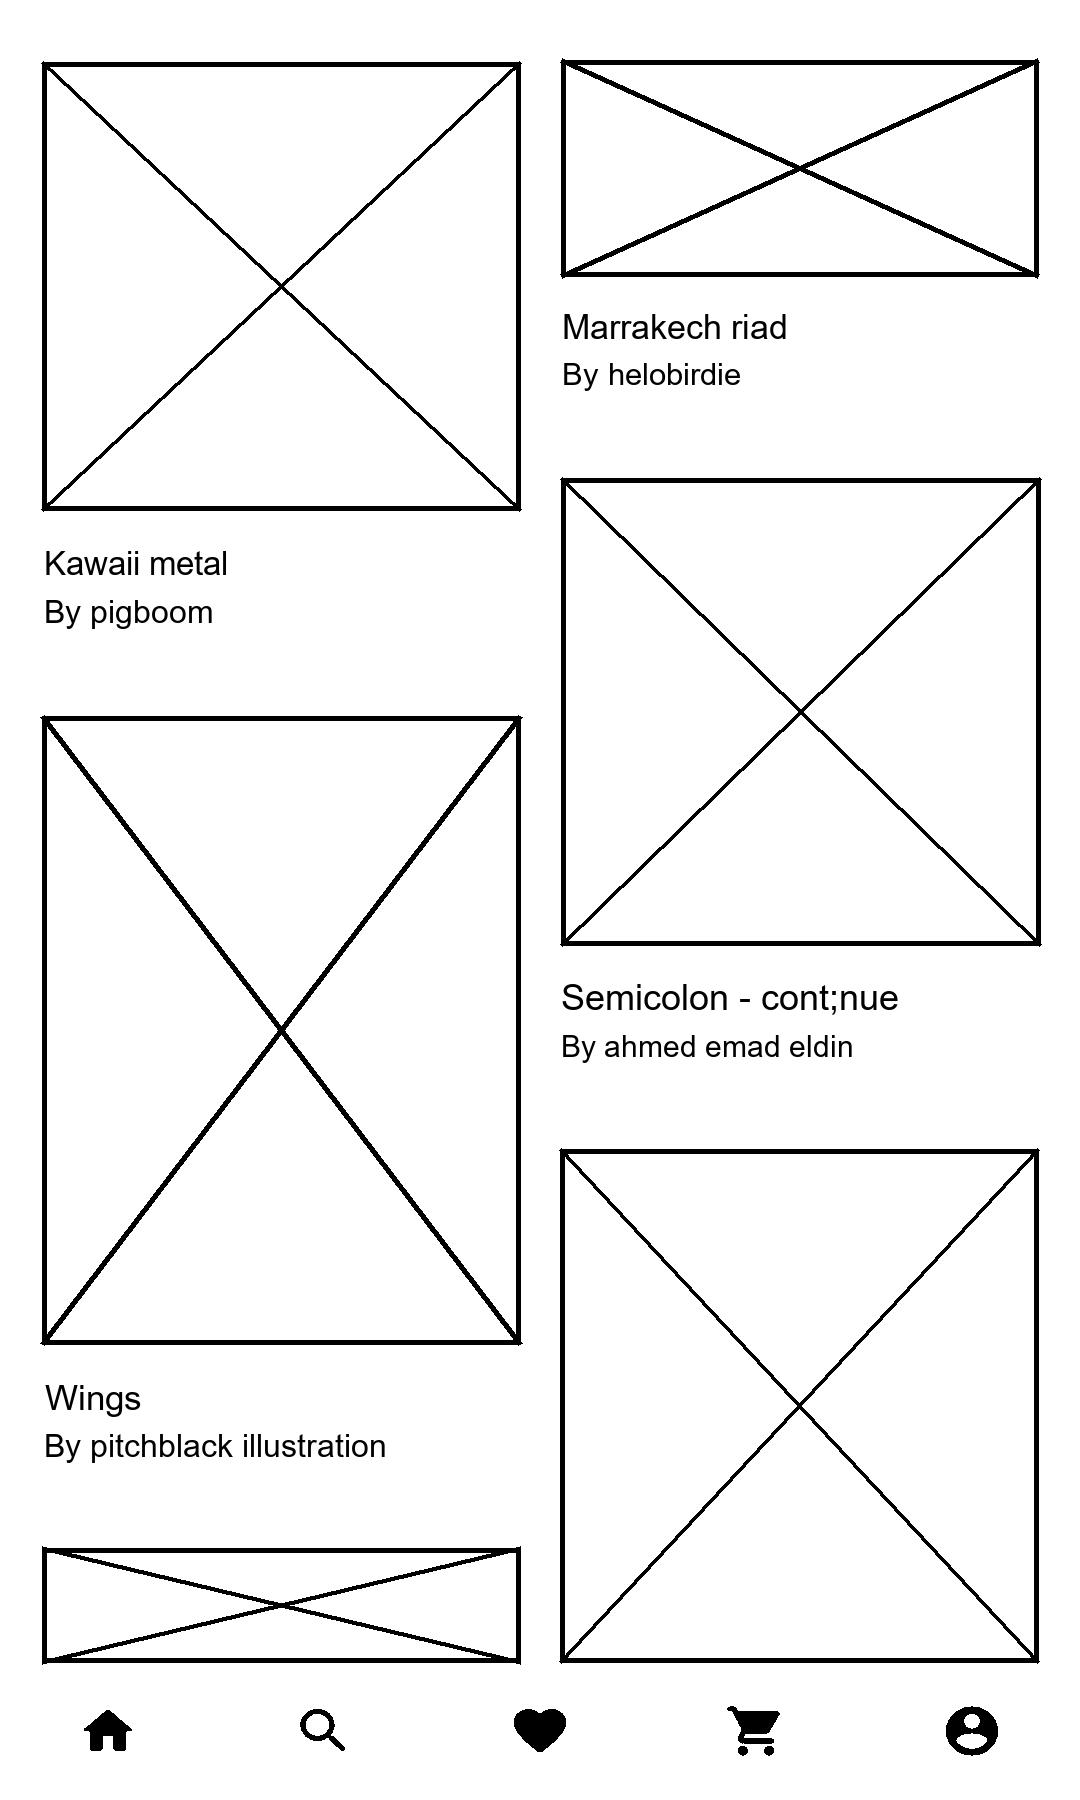 Marrakech riad
By helobirdie
Kawaii metal
By pigboom
Semicolon - cont;nue
By ahmed emad eldin
Wings
By pitchblack illustration